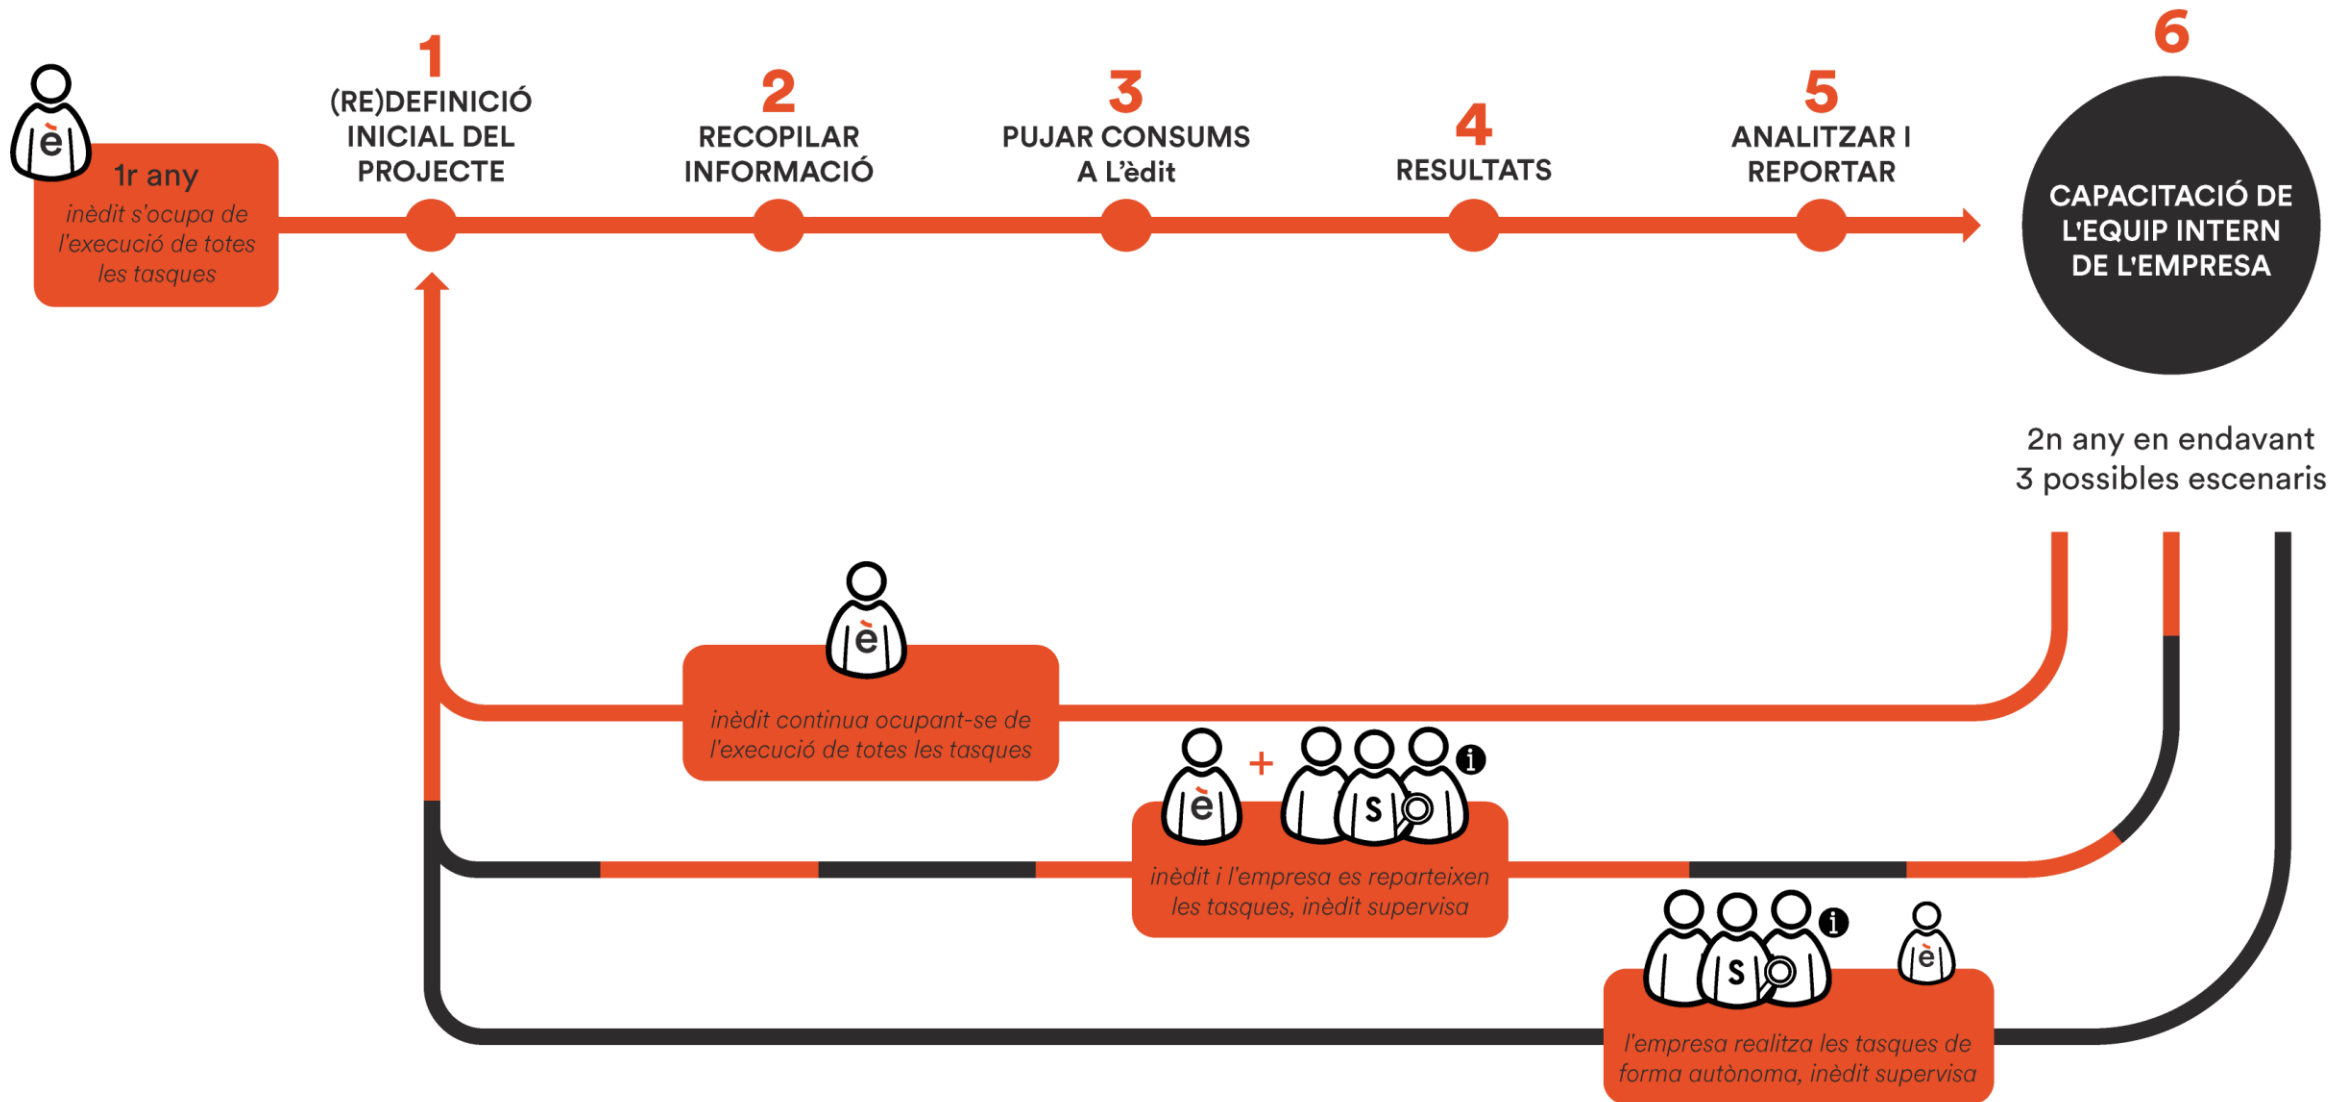 è
1r any
inèdit s'ocupa de
l'execució de totes
les tasques
1
(RE)DEFINICIÓ
INICIAL DEL
PROJECTE
2
RECOPILAR
INFORMACIÓ
3
PUJAR CONSUMS
A L'èdit
4
RESULTATS
5
ANALITZAR I
REPORTAR
6
CAPACITACIÓ DE
L'EQUIP INTERN
DE L'EMPRESA
2n any en endavant
3 possibles escenaris
è
inèdit continua ocupant-se de
l'execució de totes les tasques
è + S i
inèdit i l'empresa es reparteixen
les tasques, inèdit supervisa
S i è
l'empresa realitza les tasques de
forma autònoma, inèdit supervisa